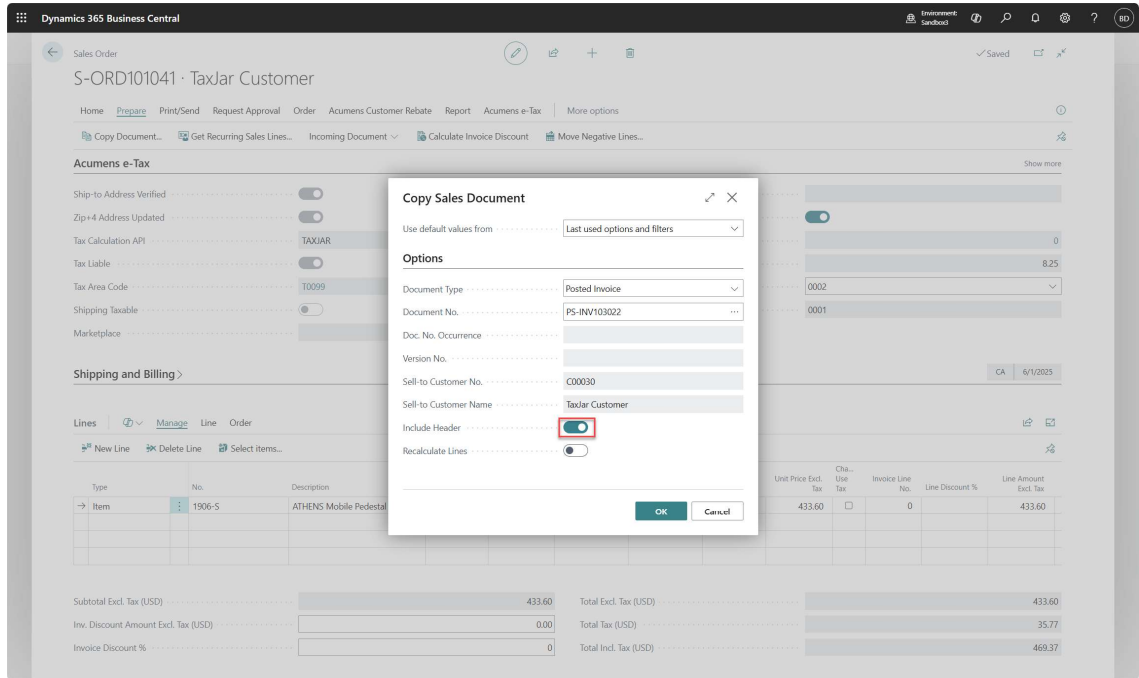 Dynamics 365 Business Central
Environment:
Sandbox3
?
BD
Sales Order
Saved
S-ORD101041 · TaxJar Customer
Home Prepare Print/Send Request Approval Order Acumens Customer Rebate Report Acumens e-Tax More options
Copy Document... Get Recurring Sales Lines... Incoming Document Calculate Invoice Discount Move Negative Lines...
Acumens e-Tax
Show more
Ship-to Address Verified
Zip+4 Address Updated
Tax Calculation API TAXJAR 0
Tax Liable 8.25
Tax Area Code T0099 0002
Shipping Taxable 0001
Marketplace
Shipping and Billing >
CA 6/1/2025
Copy Sales Document
Use default values from Last used options and filters
Options
Document Type Posted Invoice
Document No. PS-INV103022 ...
Doc. No. Occurrence
Version No.
Sell-to Customer No. C00030
Sell-to Customer Name TaxJar Customer
Include Header
Recalculate Lines
OK Cancel
Lines Manage Line Order
New Line Delete Line Select items...
Type No. Description Unit Price Excl. Tax Cha... Use Tax Invoice Line No. Line Discount % Line Amount Excl. Tax
Item 1906-S ATHENS Mobile Pedestal 433.60 0 433.60
Subtotal Excl. Tax (USD) 433.60 Total Excl. Tax (USD) 433.60
Inv. Discount Amount Excl. Tax (USD) 0.00 Total Tax (USD) 35.77
Invoice Discount % 0 Total Incl. Tax (USD) 469.37